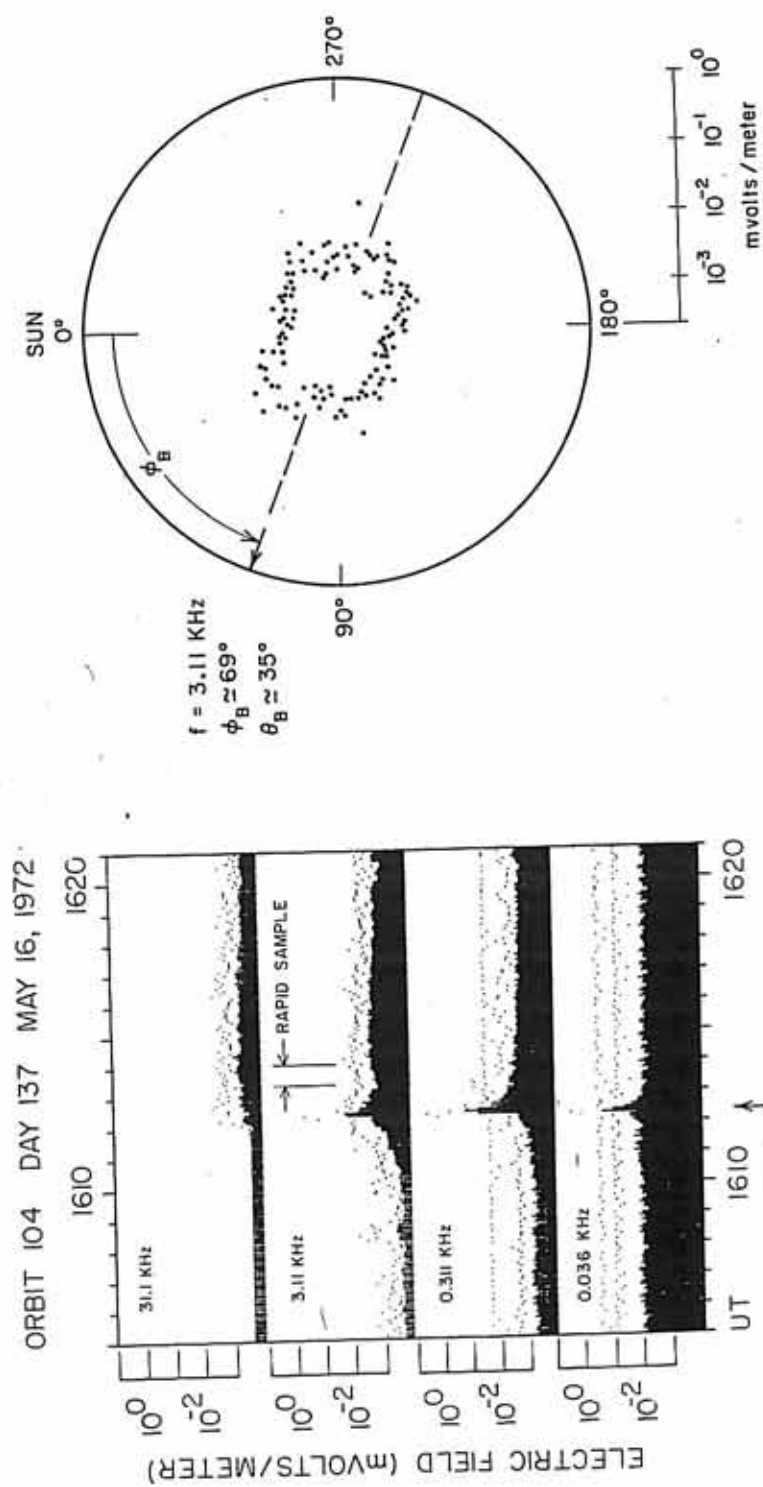 ORBIT 104 DAY 137 MAY 16, 1972
1610
1620
31.1 KHz
3.11 KHz
RAPID SAMPLE
0.311 KHz
0.036 KHz
10⁰
10⁻²
10⁰
10⁻²
10⁰
10⁻²
10⁰
10⁻²
ELECTRIC FIELD (mVOLTS/METER)
UT
1610
1620
f = 3.11 KHz
ϕB ≃ 69°
θB ≃ 35°
SUN
0°
ϕB
90°
270°
180°
10⁻³
10⁻²
10⁻¹
10⁰
mvolts/meter